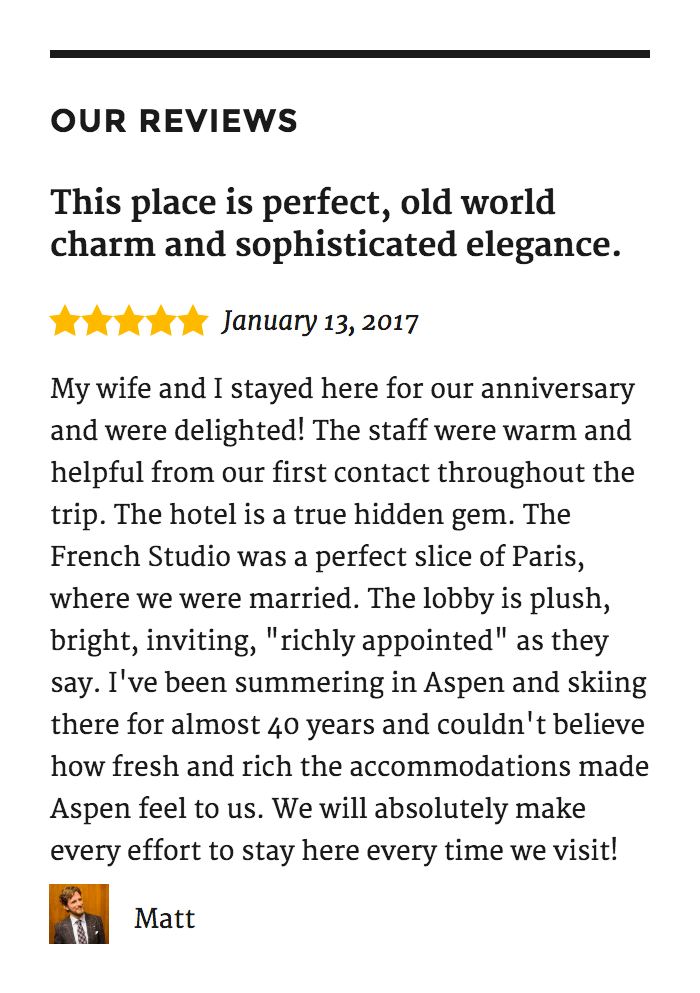 OUR REVIEWS
This place is perfect, old world
charm and sophisticated elegance.
January 13, 2017
My wife and I stayed here for our anniversary
and were delighted! The staff were warm and
helpful from our first contact throughout the
trip. The hotel is a true hidden gem. The
French Studio was a perfect slice of Paris,
where we were married. The lobby is plush,
bright, inviting, "richly appointed" as they
say. I've been summering in Aspen and skiing
there for almost 40 years and couldn't believe
how fresh and rich the accommodations made
Aspen feel to us. We will absolutely make
every effort to stay here every time we visit!
Matt